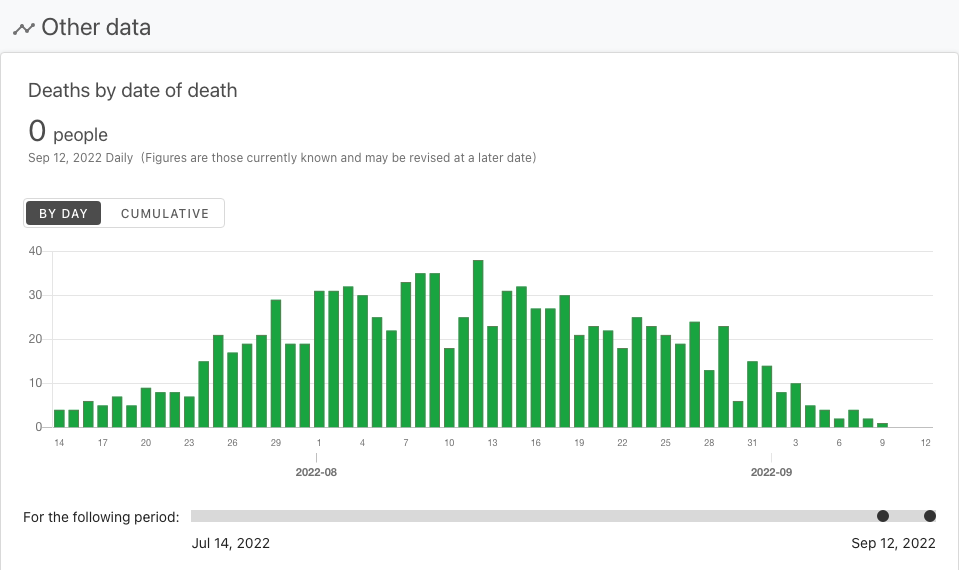 Other data
Deaths by date of death
0 people
Sep 12, 2022 Daily (Figures are those currently known and may be revised at a later date)
BY DAY CUMULATIVE
40
30
20
10
0
14 17 20 23 26 29 1 4 7 10 13 16 19 22 25 28 31 3 6 9 12
2022-08 2022-09
For the following period:
Jul 14, 2022 Sep 12, 2022